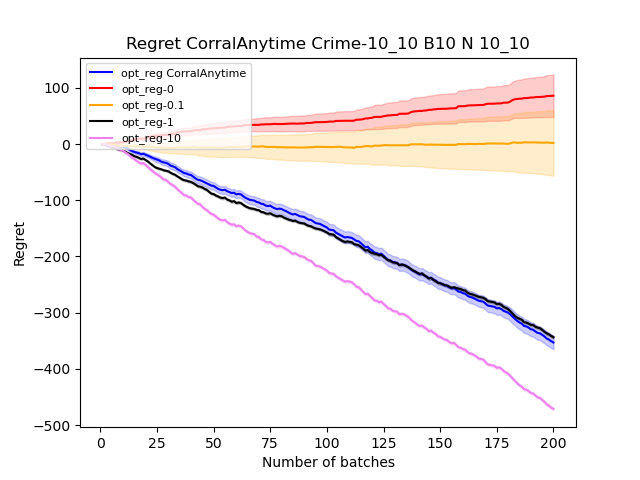 Regret CorralAnytime Crime-10_10 B10 N 10_10
opt_reg CorralAnytime
opt_reg-0
opt_reg-0.1
opt_reg-1
opt_reg-10
100
0
−100
−200
−300
−400
−500
Regret
0 25 50 75 100 125 150 175 200
Number of batches